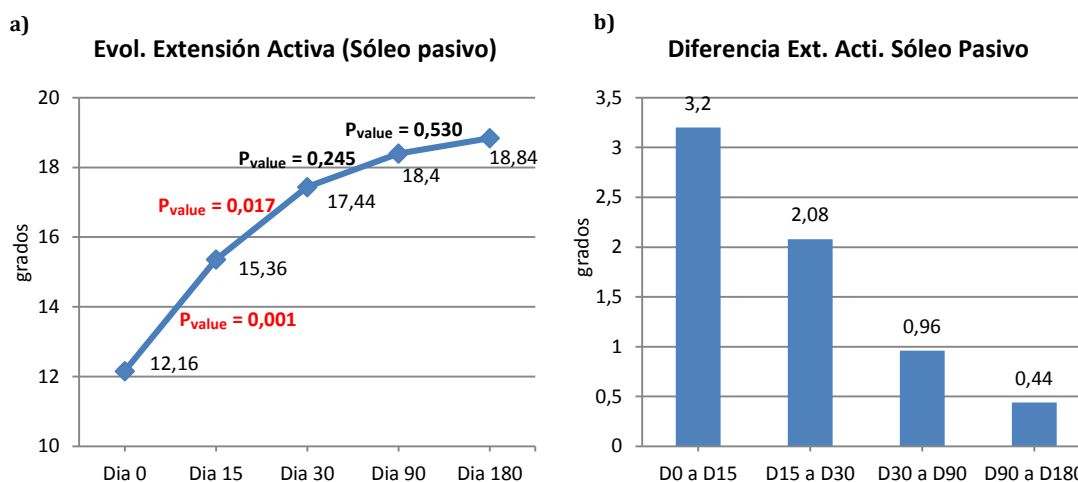 a)
Evol. Extensión Activa (Sóleo pasivo)
20
18
16
14
12
10
grados
Pvalue = 0,530
Pvalue = 0,245
18,84
18,4
17,44
Pvalue = 0,017
15,36
Pvalue = 0,001
12,16
Dia 0 Dia 15 Dia 30 Dia 90 Dia 180
b)
Diferencia Ext. Acti. Sóleo Pasivo
3,5
3
2,5
2
1,5
1
0,5
0
grados
3,2
2,08
0,96
0,44
D0 a D15 D15 a D30 D30 a D90 D90 a D180